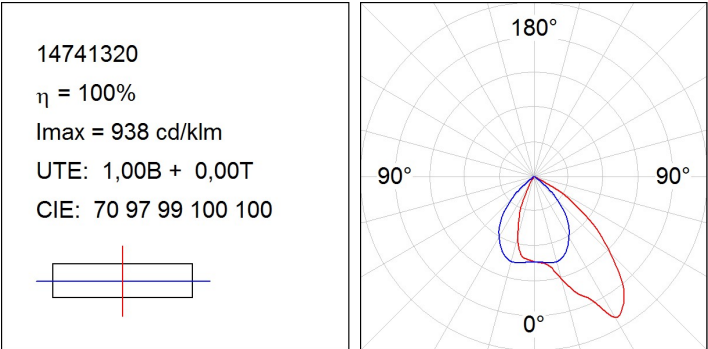 14741320
η = 100%
Imax = 938 cd/klm
UTE: 1,00B + 0,00T
CIE: 70 97 99 100 100
180°
90° 90°
0°